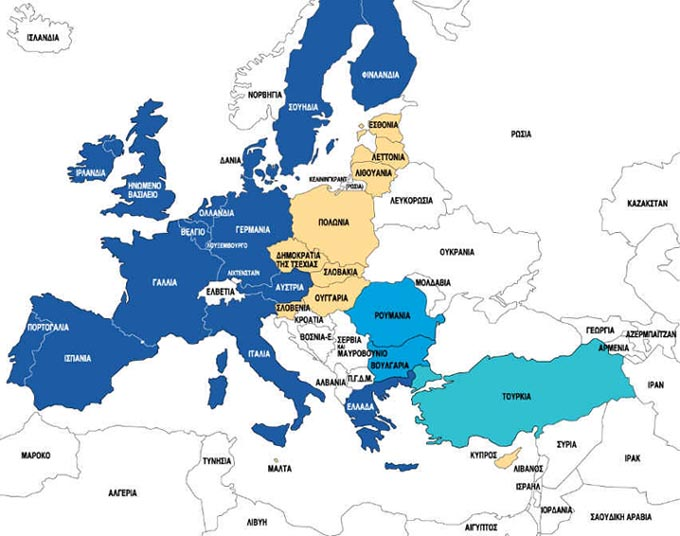 ΙΣΛΑΝΔΙΑ
ΦΙΝΛΑΝΔΙΑ
ΝΟΡΒΗΓΙΑ
ΣΟΥΗΔΙΑ
ΕΣΘΟΝΙΑ
ΡΩΣΙΑ
ΛΕΤΤΟΝΙΑ
ΔΑΝΙΑ
ΛΙΘΟΥΑΝΙΑ
ΙΡΛΑΝΔΙΑ
ΚΕΛΙΝΙΝΓΚΡΑΝΤ
(ΡΩΣΙΑ)
ΗΝΩΜΕΝΟ
ΒΑΣΙΛΕΙΟ
ΛΕΥΚΟΡΩΣΙΑ
ΚΑΖΑΚΣΤΑΝ
ΟΛΛΑΝΔΙΑ
ΠΟΛΩΝΙΑ
ΒΕΛΓΙΟ
ΓΕΡΜΑΝΙΑ
ΛΟΥΞΕΜΒΟΥΡΓΟ
ΟΥΚΡΑΝΙΑ
ΔΗΜΟΚΡΑΤΙΑ
ΤΗΣ ΤΣΕΧΙΑΣ
ΛΙΧΤΕΝΣΤΑΙΝ
ΣΛΟΒΑΚΙΑ
ΓΑΛΛΙΑ
ΜΟΛΔΑΒΙΑ
ΕΛΒΕΤΙΑ
ΑΥΣΤΡΙΑ
ΟΥΓΓΑΡΙΑ
ΣΛΟΒΕΝΙΑ
ΡΟΥΜΑΝΙΑ
ΚΡΟΑΤΙΑ
ΠΟΡΤΟΓΑΛΙΑ
ΓΕΩΡΓΙΑ
ΑΖΕΡΜΠΑΪΤΖΑΝ
ΒΟΣΝΙΑ-Ε.
ΣΕΡΒΙΑ
ΚΑΙ
ΜΑΥΡΟΒΟΥΝΙΟ
ΑΡΜΕΝΙΑ
ΙΣΠΑΝΙΑ
ΙΤΑΛΙΑ
ΒΟΥΛΓΑΡΙΑ
ΑΛΒΑΝΙΑ
Π.Γ.Δ.Μ.
ΙΡΑΝ
ΤΟΥΡΚΙΑ
ΕΛΛΑΔΑ
ΜΑΡΟΚΟ
ΤΥΝΗΣΙΑ
ΜΑΛΤΑ
ΚΥΠΡΟΣ
ΣΥΡΙΑ
ΙΡΑΚ
ΛΙΒΑΝΟΣ
ΑΛΓΕΡΙΑ
ΙΣΡΑΗΛ
ΙΟΡΔΑΝΙΑ
ΣΑΟΥΔΙΚΗ ΑΡΑΒΙΑ
ΛΙΒΥΗ
ΑΙΓΥΠΤΟΣ